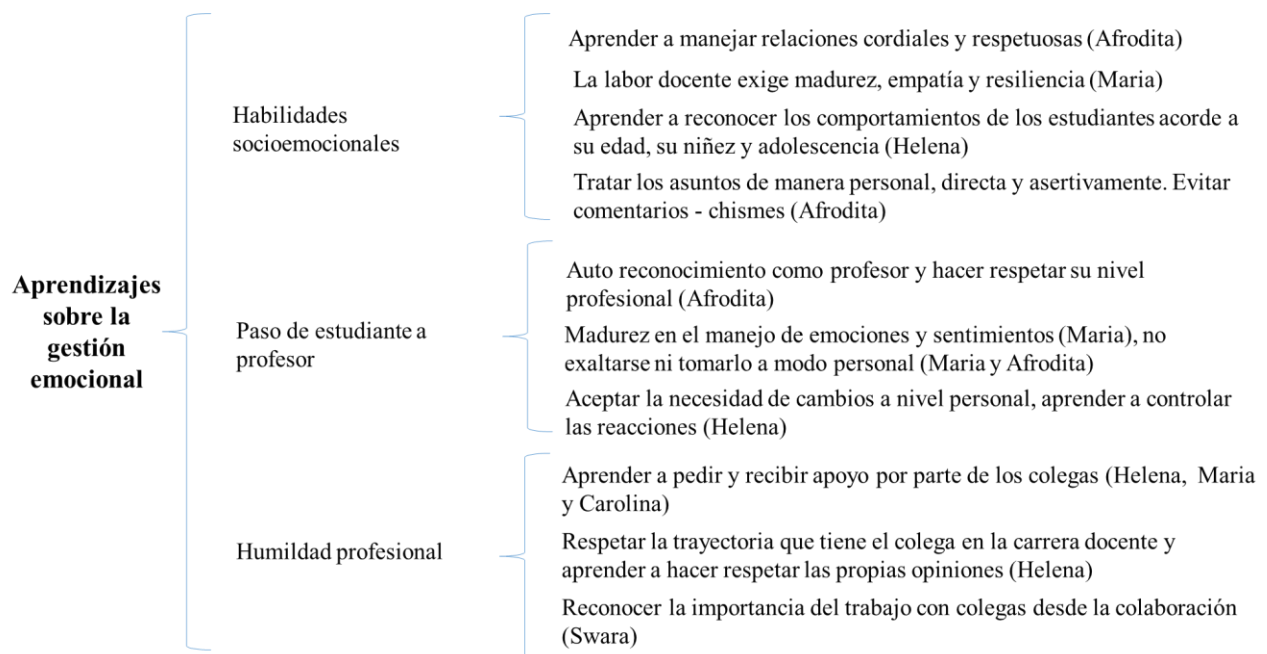 Aprendizajes
sobre la
gestión
emocional
Habilidades
socioemocionales
Aprender a manejar relaciones cordiales y respetuosas (Afrodita)
La labor docente exige madurez, empatía y resiliencia (Maria)
Aprender a reconocer los comportamientos de los estudiantes acorde a
su edad, su niñez y adolescencia (Helena)
Tratar los asuntos de manera personal, directa y asertivamente. Evitar
comentarios - chismes (Afrodita)
Paso de estudiante a
profesor
Auto reconocimiento como profesor y hacer respetar su nivel
profesional (Afrodita)
Madurez en el manejo de emociones y sentimientos (Maria), no
exaltarse ni tomarlo a modo personal (Maria y Afrodita)
Aceptar la necesidad de cambios a nivel personal, aprender a controlar
las reacciones (Helena)
Humildad profesional
Aprender a pedir y recibir apoyo por parte de los colegas (Helena, Maria
y Carolina)
Respetar la trayectoria que tiene el colega en la carrera docente y
aprender a hacer respetar las propias opiniones (Helena)
Reconocer la importancia del trabajo con colegas desde la colaboración
(Swara)